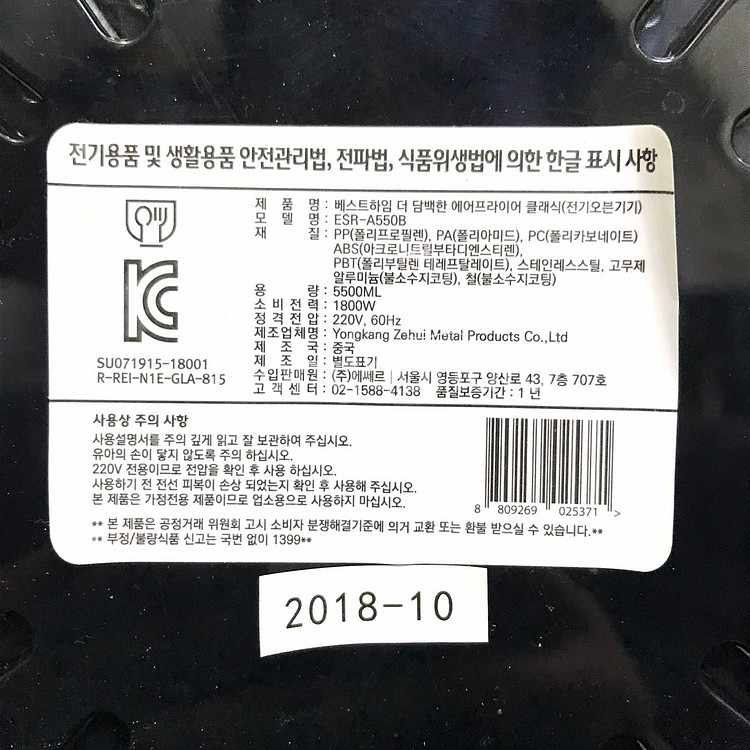 전기용품 및 생활용품 안전관리법, 전파법, 식품위생법에 의한 한글 표시 사항
제 품 명 : 베스트하임 더 담백한 에어프라이어 클래식(전기오븐기기)
모 델 명 : ESR-A550B
재 질 : PP(폴리프로필렌), PA(폴리아미드), PC(폴리카보네이트)
ABS(아크로니트릴부타디엔스티렌),
PBT(폴리부틸렌 테레프탈레이트), 스테인레스스틸, 고무제
알루미늄(불소수지코팅), 철(불소수지코팅)
용 량 : 5500ML
소 비 전 력 : 1800W
정 격 전 압 : 220V, 60Hz
제조업체명 : Yongkang Zehui Metal Products Co.,Ltd
제 조 국 : 중국
제 조 일 : 별도표기
수입판매원 : (주)에쎄르 | 서울시 영등포구 양산로 43, 7층 707호
고 객 센 터 : 02-1588-4138 품질보증기간 : 1 년
SU071915-18001
R-REI-N1E-GLA-815
사용상 주의 사항
사용설명서를 주의 깊게 읽고 잘 보관하여 주십시오.
유아의 손이 닿지 않도록 주의 하십시오.
220V 전용이므로 전압을 확인 후 사용 하십시오.
사용하기 전 전선 피복이 손상 되었는지 확인 후 사용해 주십시오.
본 제품은 가정전용 제품이므로 업소용으로 사용하지 마십시오.
** 본 제품은 공정거래 위원회 고시 소비자 분쟁해결기준에 의거 교환 또는 환불 받으실 수 있습니다.**
** 부정/불량식품 신고는 국번 없이 1399**
8 809269 025371 >
2018-10